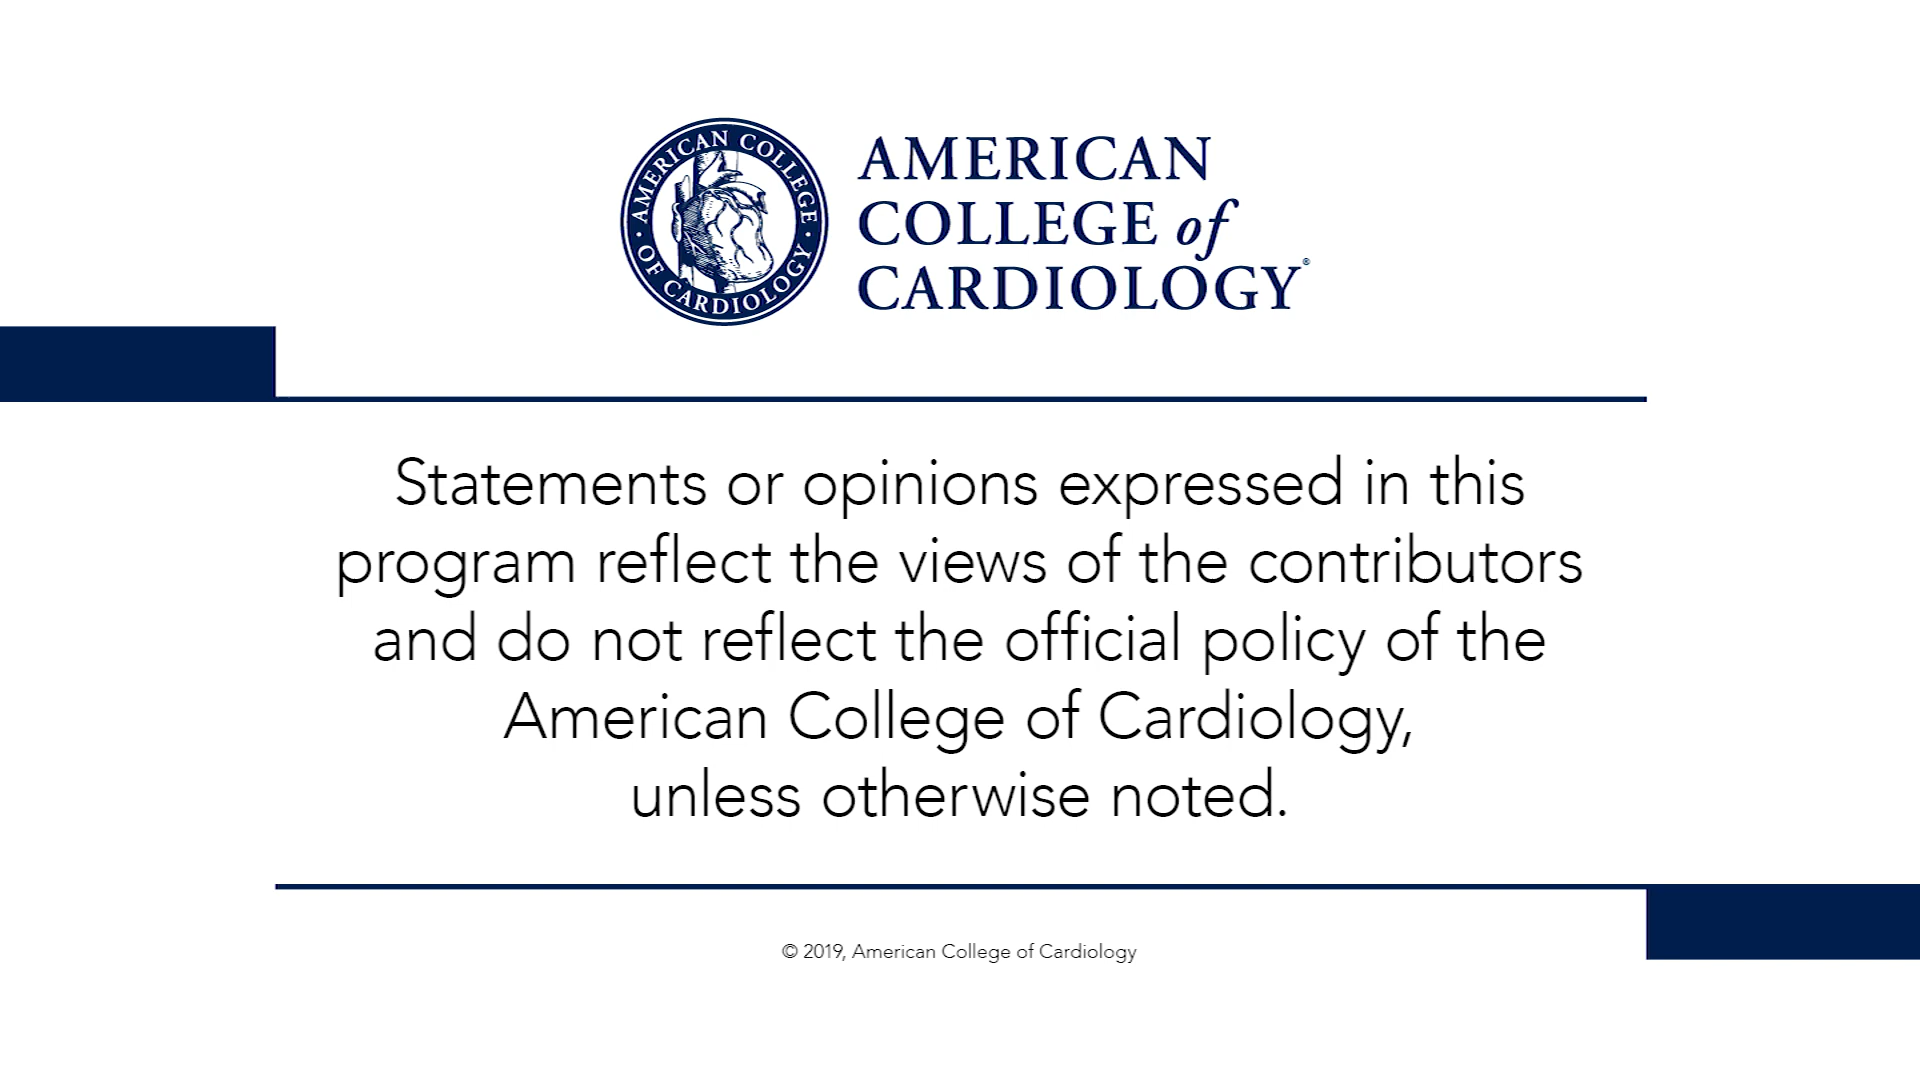 AMERICAN COLLEGE
· OF CARDIOLOGY ·
AMERICAN
COLLEGE of
CARDIOLOGY®
Statements or opinions expressed in this
program reflect the views of the contributors
and do not reflect the official policy of the
American College of Cardiology,
unless otherwise noted.
© 2019, American College of Cardiology